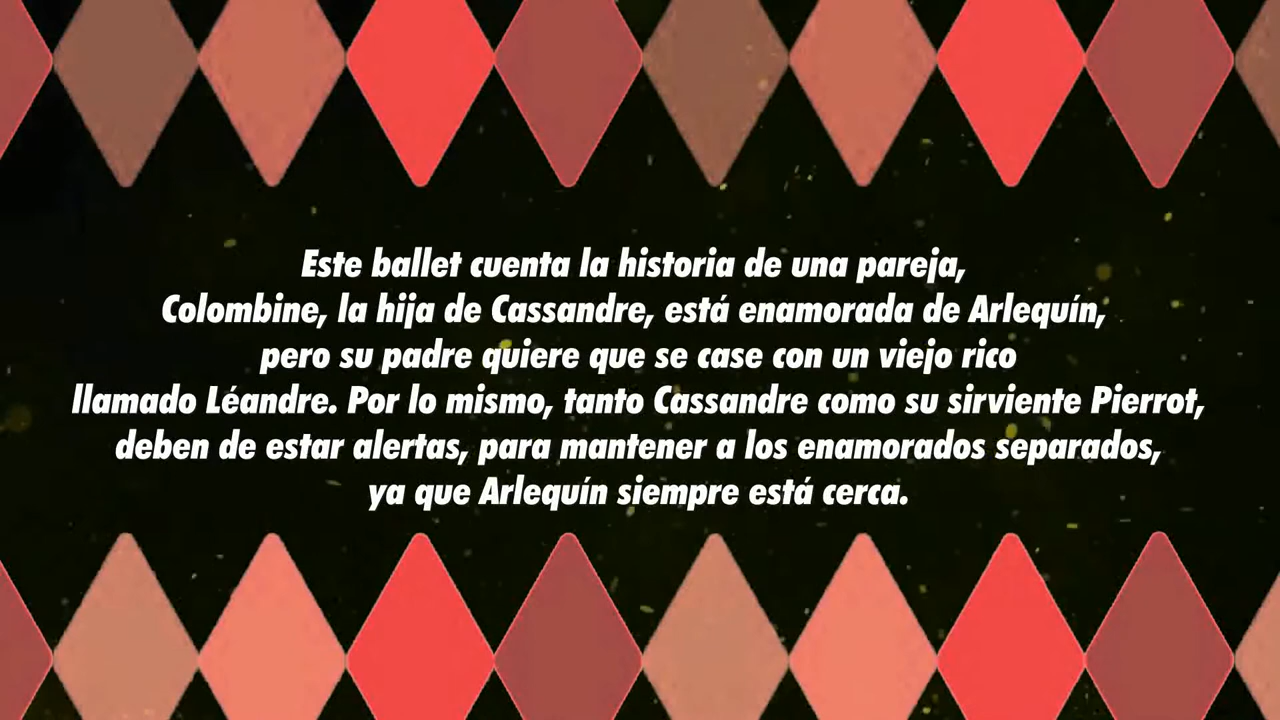 Este ballet cuenta la historia de una pareja,
Colombine, la hija de Cassandre, está enamorada de Arlequín,
pero su padre quiere que se case con un viejo rico
llamado Léandre. Por lo mismo, tanto Cassandre como su sirviente Pierrot,
deben de estar alertas, para mantener a los enamorados separados,
ya que Arlequín siempre está cerca.